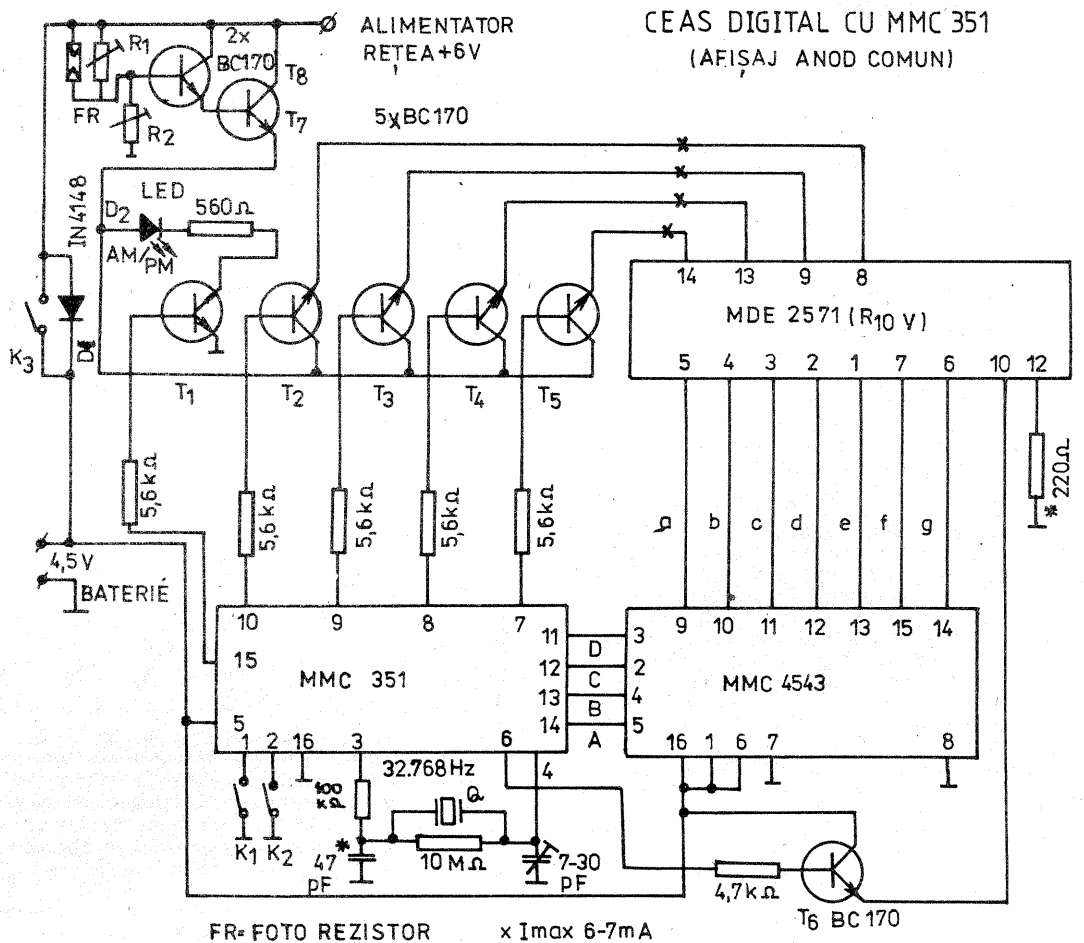 CEAS DIGITAL CU MMC 351
(AFIȘAJ ANOD COMUN)
ALIMENTATOR
REȚEA +6V
R1
2x
BC170
T8
T7
FR
R2
5xBC170
IN4148
D2
LED
560Ω
AM/PM
K3
T1
T2
T3
T4
T5
14 13 9 8
MDE 2571 (R10 V)
5 4 3 2 1 7 6 10 12
5,6kΩ
5,6kΩ
5,6kΩ
5,6kΩ
5,6kΩ
220Ω
*
a b c d e f g
4,5V
BATERIÉ
10 9 8 7
15
MMC 351
5
1 2 16 3 6 4
11 D 3
12 C 2
13 B 4
14 A 5
9 10 11 12 13 15 14
MMC 4543
16 1 6 7 8
32.768Hz
100 kΩ
Q
K1
K2
*
47 pF
10 MΩ
7-30 pF
4,7kΩ
T6 BC170
FR= FOTO REZISTOR
x Imax 6-7mA